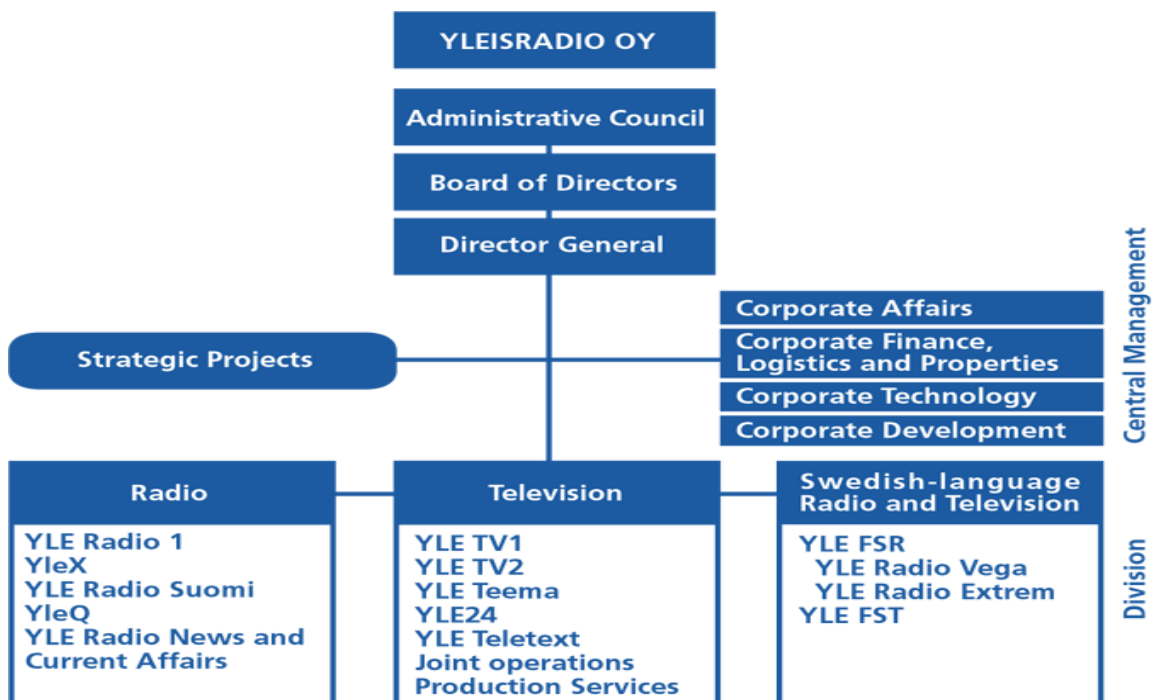 YLEISRADIO OY
Administrative Council
Board of Directors
Director General
Strategic Projects
Corporate Affairs
Corporate Finance,
Logistics and Properties
Corporate Technology
Corporate Development
Central Management
Radio
YLE Radio 1
YleX
YLE Radio Suomi
YleQ
YLE Radio News and
Current Affairs
Television
YLE TV1
YLE TV2
YLE Teema
YLE24
YLE Teletext
Joint operations
Production Services
Swedish-language
Radio and Television
YLE FSR
YLE Radio Vega
YLE Radio Extrem
YLE FST
Division